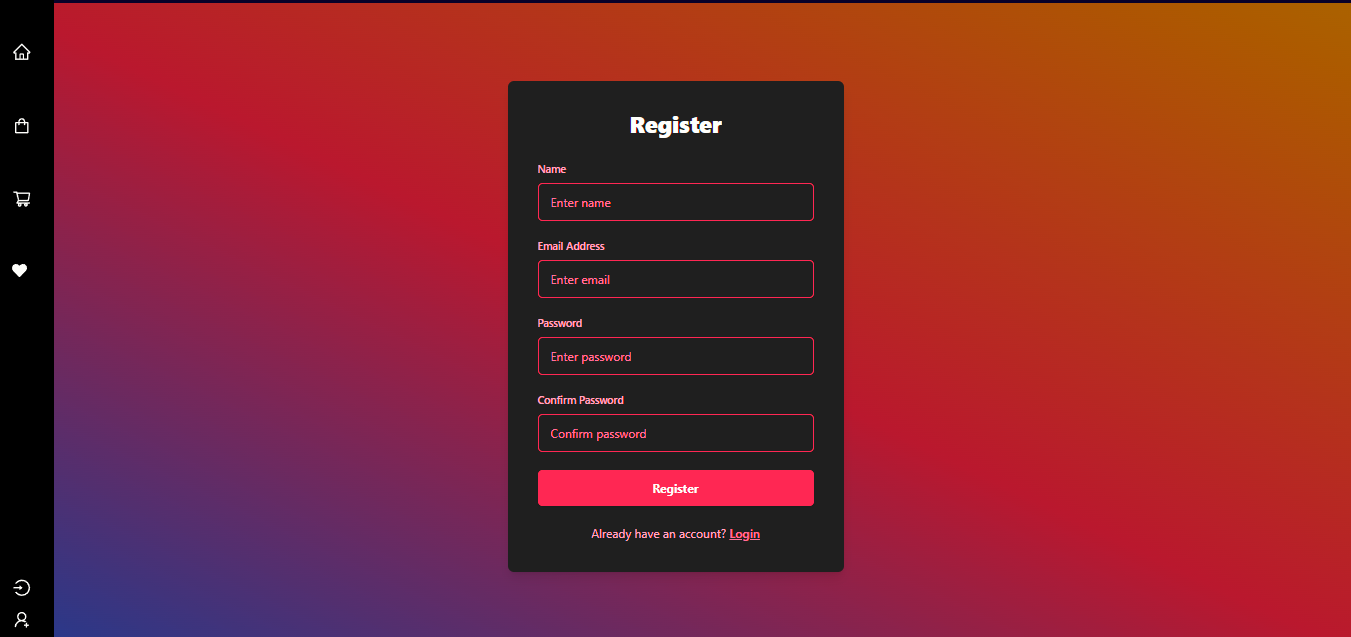 Register
Name
Enter name
Email Address
Enter email
Password
Enter password
Confirm Password
Confirm password
Register
Already have an account? Login